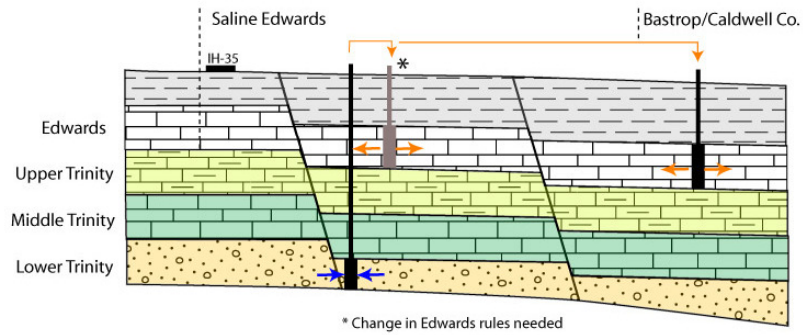 Saline Edwards
Bastrop/Caldwell Co.
IH-35
*
Edwards
Upper Trinity
Middle Trinity
Lower Trinity
* Change in Edwards rules needed